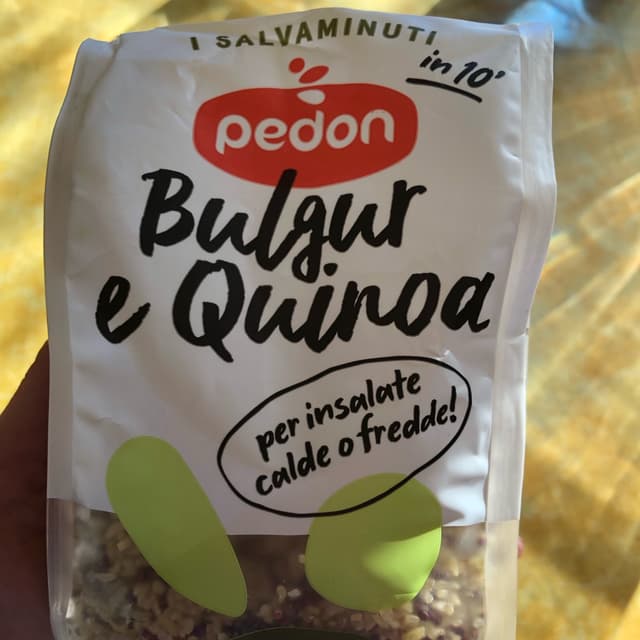 I SALVAMINUTI
in 10'
pedon
Bulgur
e Quinoa
per insalate
calde o fredde!